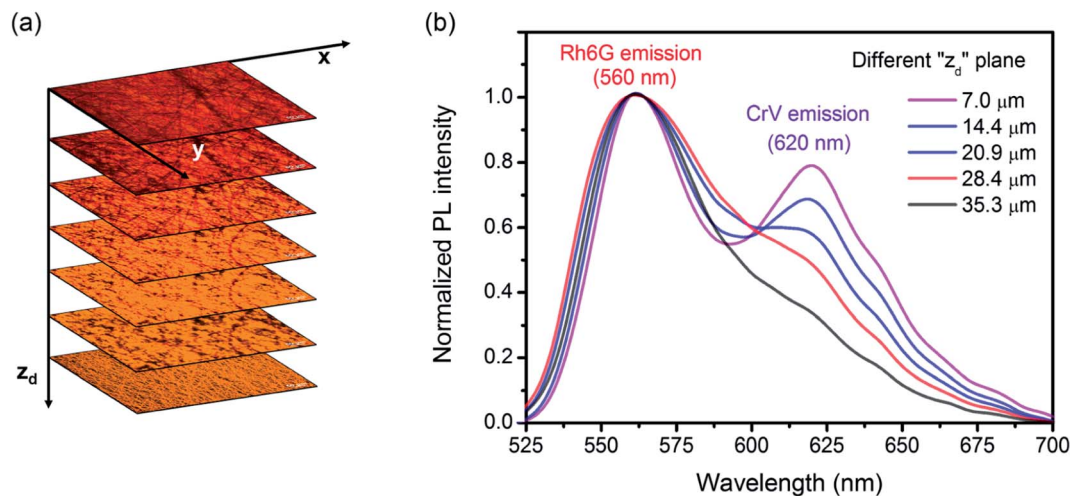 (a)
x
y
z_d
(b)
Rh6G emission
(560 nm)
CrV emission
(620 nm)
Different "z_d" plane
7.0 μm
14.4 μm
20.9 μm
28.4 μm
35.3 μm
Normalized PL intensity
1.0
0.8
0.6
0.4
0.2
0.0
525 550 575 600 625 650 675 700
Wavelength (nm)